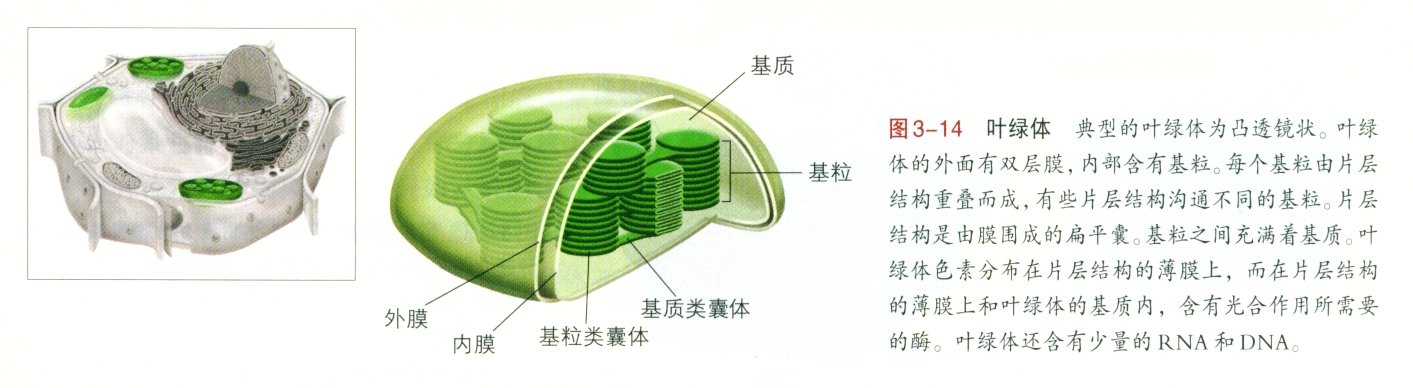 基质
基粒
基质类囊体
外膜
基粒类囊体
内膜
图3-14 叶绿体 典型的叶绿体为凸透镜状。叶绿
体的外面有双层膜，内部含有基粒。每个基粒由片层
结构重叠而成，有些片层结构沟通不同的基粒。片层
结构是由膜围成的扁平囊。基粒之间充满着基质。叶
绿体色素分布在片层结构的薄膜上，而在片层结构
的薄膜上和叶绿体的基质内，含有光合作用所需要
的酶。叶绿体还含有少量的 RNA 和 DNA。